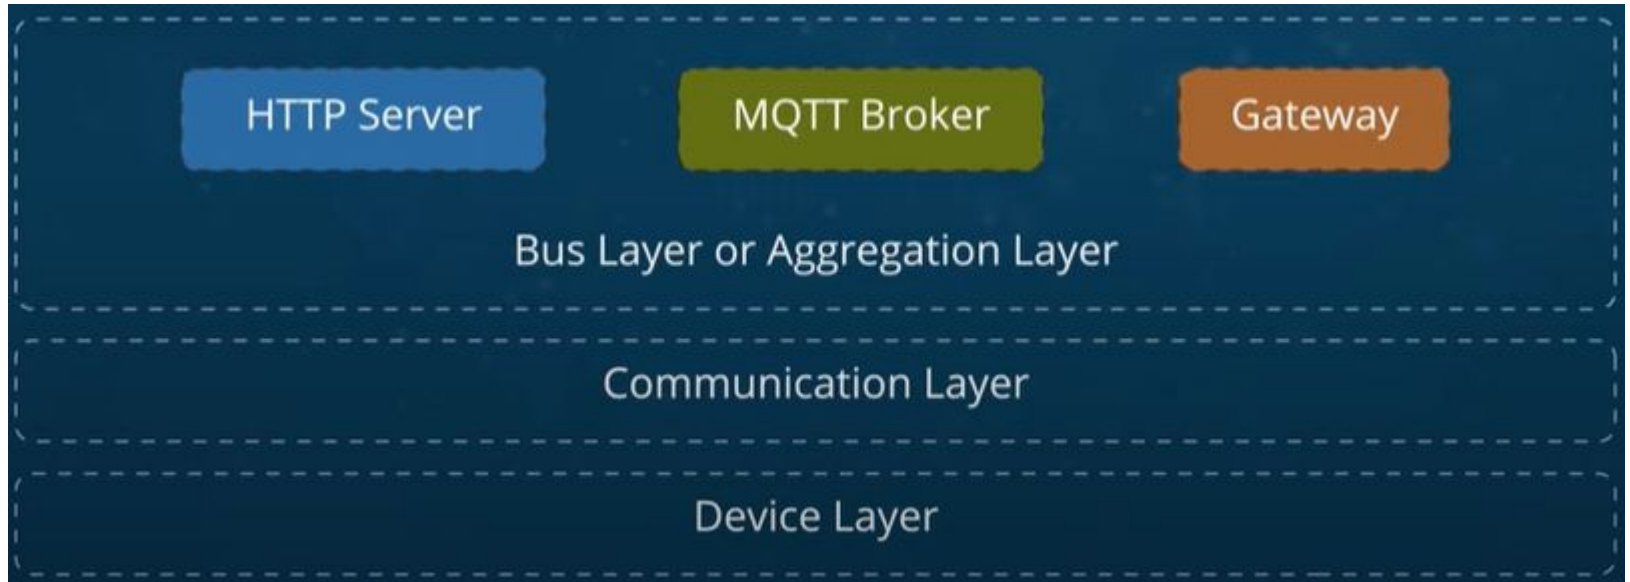 HTTP Server
MQTT Broker
Gateway
Bus Layer or Aggregation Layer
Communication Layer
Device Layer